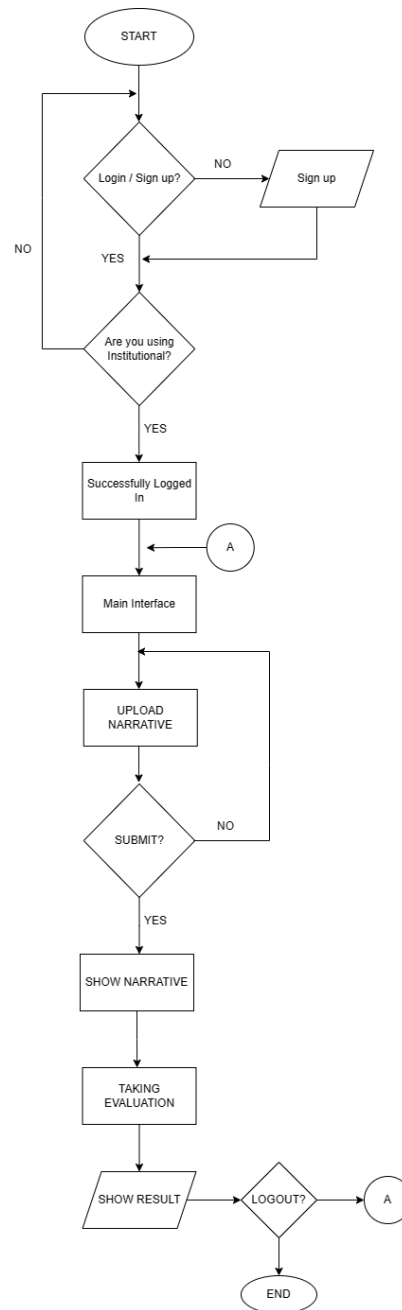 START
Login / Sign up?
NO
Sign up
NO
YES
Are you using
Institutional?
YES
Successfully Logged
In
A
Main Interface
UPLOAD
NARRATIVE
SUBMIT?
NO
YES
SHOW NARRATIVE
TAKING
EVALUATION
SHOW RESULT
LOGOUT?
A
END